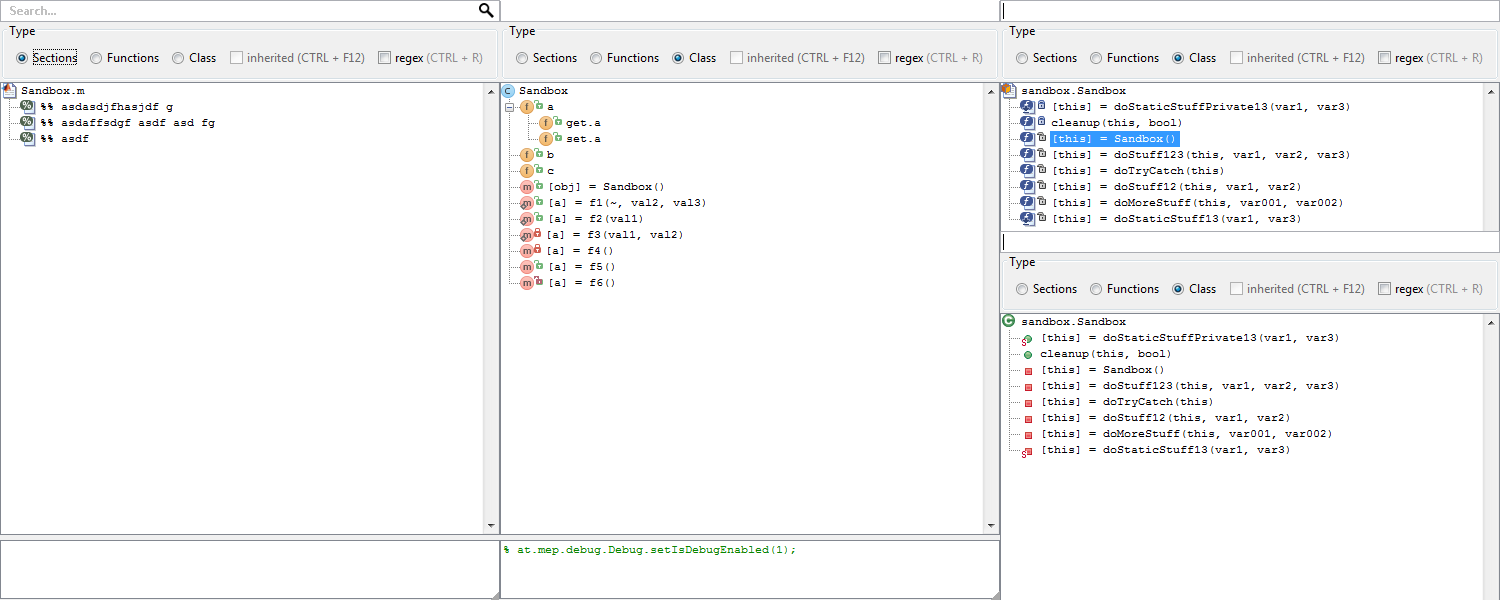 Search...
Type
Sections Functions Class inherited (CTRL + F12) regex (CTRL + R)
Sandbox.m
%% asdasdjfhasjdf g
%% asdaffsdgf asdf asd fg
%% asdf
Type
Sections Functions Class inherited (CTRL + F12) regex (CTRL + R)
Sandbox
a
get.a
set.a
b
c
[obj] = Sandbox()
[a] = f1(~, val2, val3)
[a] = f2(val1)
[a] = f3(val1, val2)
[a] = f4()
[a] = f5()
[a] = f6()
% at.mep.debug.Debug.setIsDebugEnabled(1);
Type
Sections Functions Class inherited (CTRL + F12) regex (CTRL + R)
sandbox.Sandbox
[this] = doStaticStuffPrivate13(var1, var3)
cleanup(this, bool)
[this] = Sandbox()
[this] = doStuff123(this, var1, var2, var3)
[this] = doTryCatch(this)
[this] = doStuff12(this, var1, var2)
[this] = doMoreStuff(this, var001, var002)
[this] = doStaticStuff13(var1, var3)
Type
Sections Functions Class inherited (CTRL + F12) regex (CTRL + R)
sandbox.Sandbox
[this] = doStaticStuffPrivate13(var1, var3)
cleanup(this, bool)
[this] = Sandbox()
[this] = doStuff123(this, var1, var2, var3)
[this] = doTryCatch(this)
[this] = doStuff12(this, var1, var2)
[this] = doMoreStuff(this, var001, var002)
[this] = doStaticStuff13(var1, var3)